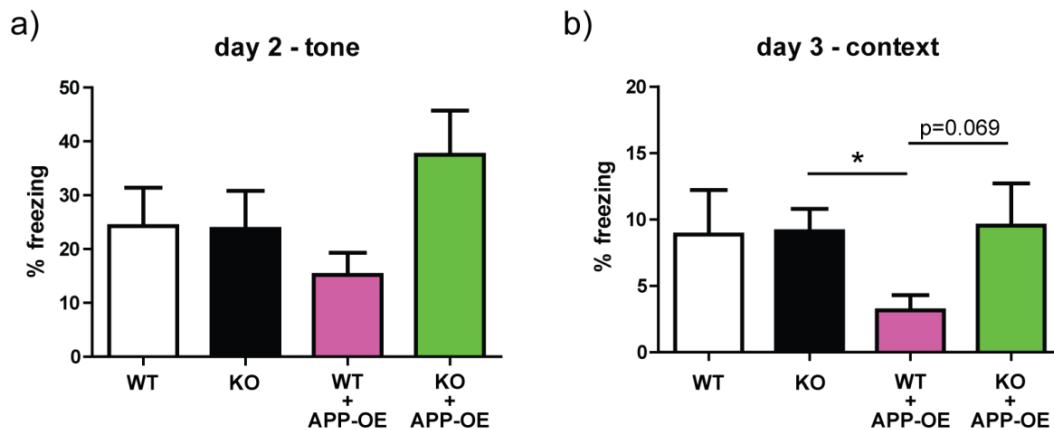 a)
day 2 - tone
% freezing
50
40
30
20
10
0
WT
KO
WT
+
APP-OE
KO
+
APP-OE
b)
day 3 - context
% freezing
20
15
10
5
0
*
p=0.069
WT
KO
WT
+
APP-OE
KO
+
APP-OE